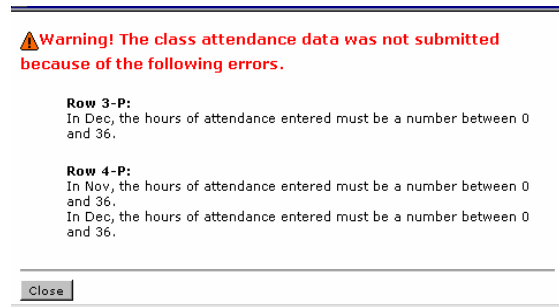 Warning! The class attendance data was not submitted
because of the following errors.
Row 3-P:
In Dec, the hours of attendance entered must be a number between 0
and 36.
Row 4-P:
In Nov, the hours of attendance entered must be a number between 0
and 36.
In Dec, the hours of attendance entered must be a number between 0
and 36.
Close